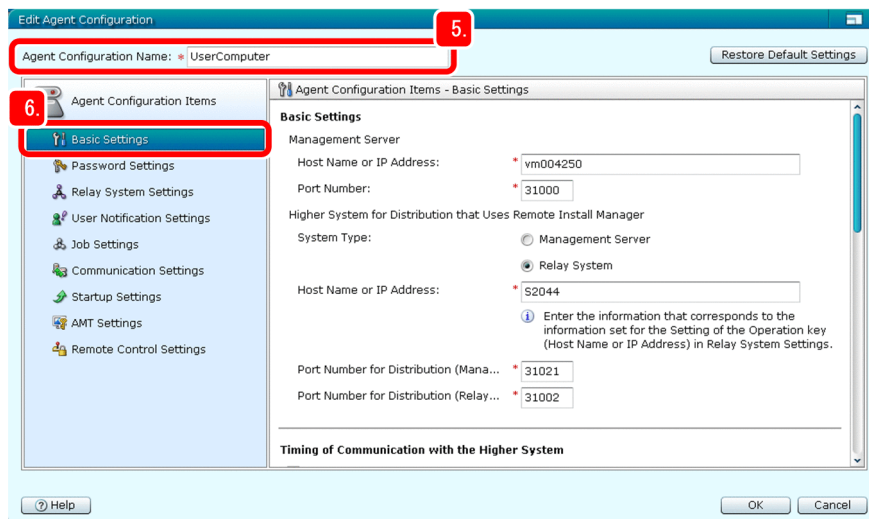 Edit Agent Configuration
5.
Agent Configuration Name: * UserComputer
Restore Default Settings
6.
Agent Configuration Items
Basic Settings
Password Settings
Relay System Settings
User Notification Settings
Job Settings
Communication Settings
Startup Settings
AMT Settings
Remote Control Settings
Agent Configuration Items - Basic Settings
Basic Settings
Management Server
Host Name or IP Address: * vm004250
Port Number: * 31000
Higher System for Distribution that Uses Remote Install Manager
System Type: Management Server
Relay System
Host Name or IP Address: * S2044
Enter the information that corresponds to the
information set for the Setting of the Operation key
(Host Name or IP Address) in Relay System Settings.
Port Number for Distribution (Mana... * 31021
Port Number for Distribution (Relay... * 31002
Timing of Communication with the Higher System
Help
OK
Cancel